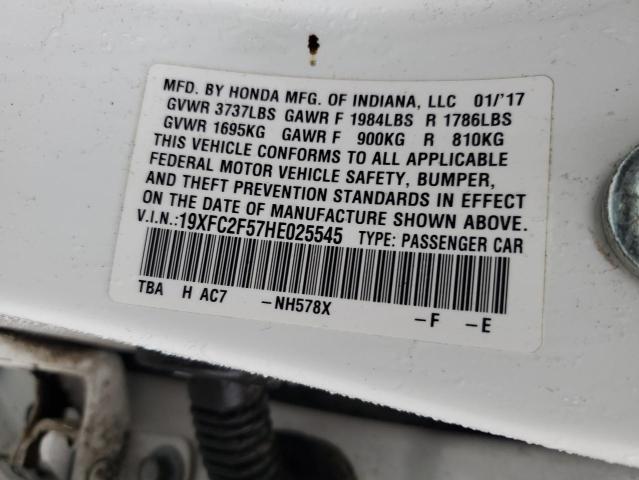 MFD. BY HONDA MFG. OF INDIANA, LLC 01/'17
GVWR 3737LBS GAWR F 1984LBS R 1786LBS
GVWR 1695KG GAWR F 900KG R 810KG
THIS VEHICLE CONFORMS TO ALL APPLICABLE
FEDERAL MOTOR VEHICLE SAFETY, BUMPER,
AND THEFT PREVENTION STANDARDS IN EFFECT
ON THE DATE OF MANUFACTURE SHOWN ABOVE.
V.I.N.:19XFC2F57HE025545 TYPE: PASSENGER CAR
TBA H AC7 -NH578X -F -E